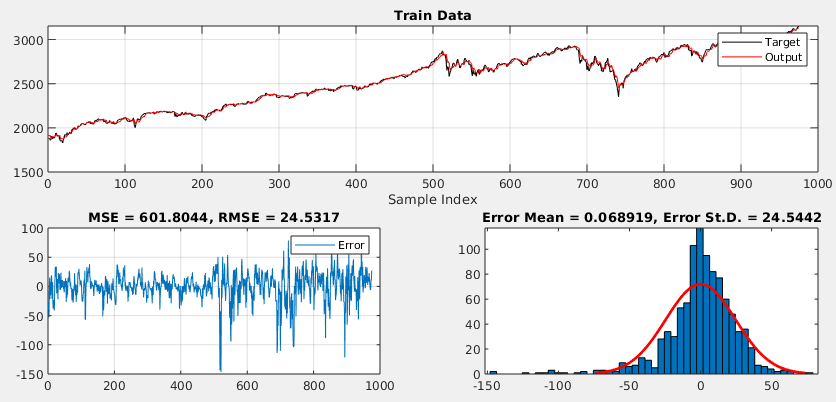 Train Data
3000
2500
2000
1500
Target
Output
0 100 200 300 400 500 600 700 800 900 1000
Sample Index
MSE = 601.8044, RMSE = 24.5317
100
50
0
-50
-100
-150
Error
0 200 400 600 800 1000
Error Mean = 0.068919, Error St.D. = 24.5442
100
80
60
40
20
0
-150 -100 -50 0 50